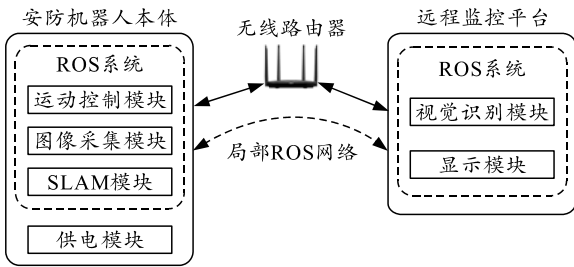 安防机器人本体
ROS系统
运动控制模块
图像采集模块
SLAM模块
供电模块
无线路由器
局部ROS网络
远程监控平台
ROS系统
视觉识别模块
显示模块